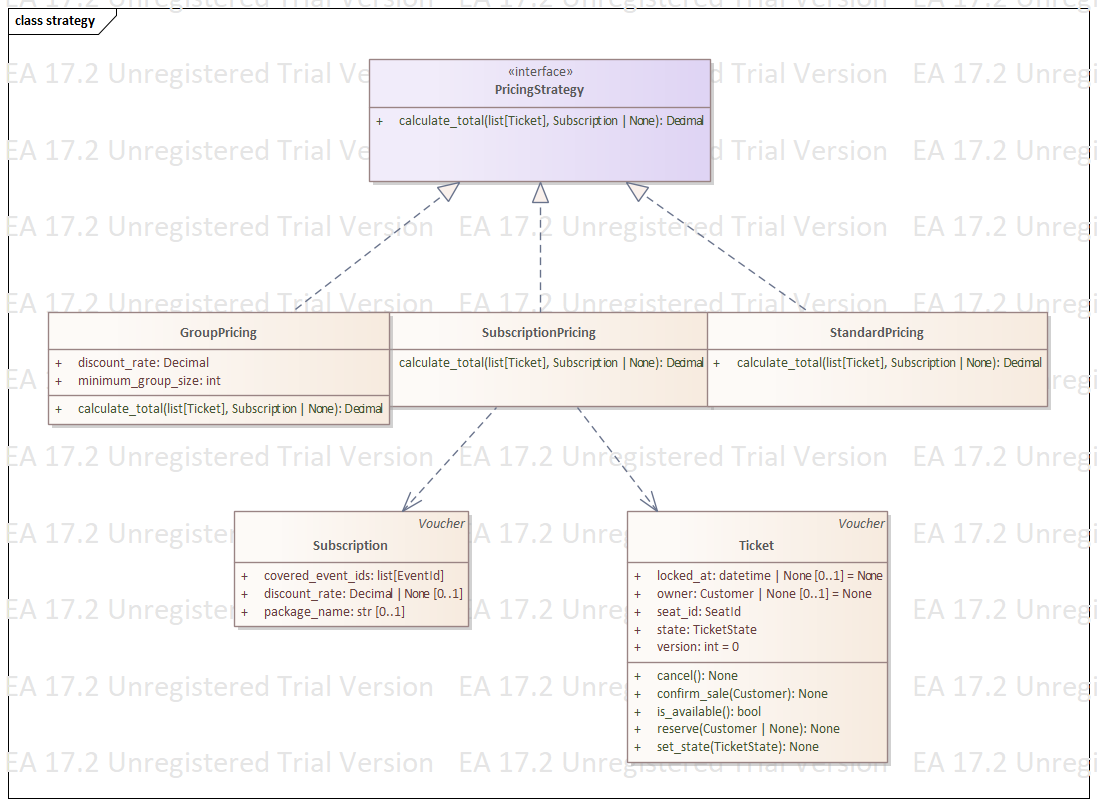 class strategy
«interface»
PricingStrategy
+ calculate_total(list[Ticket], Subscription | None): Decimal
GroupPricing
+ discount_rate: Decimal
+ minimum_group_size: int
+ calculate_total(list[Ticket], Subscription | None): Decimal
SubscriptionPricing
calculate_total(list[Ticket], Subscription | None): Decimal
StandardPricing
+ calculate_total(list[Ticket], Subscription | None): Decimal
Voucher
Subscription
+ covered_event_ids: list[EventId]
+ discount_rate: Decimal | None [0..1]
+ package_name: str [0..1]
Voucher
Ticket
+ locked_at: datetime | None [0..1] = None
+ owner: Customer | None [0..1] = None
+ seat_id: SeatId
+ state: TicketState
+ version: int = 0
+ cancel(): None
+ confirm_sale(Customer): None
+ is_available(): bool
+ reserve(Customer | None): None
+ set_state(TicketState): None
EA 17.2 Unregistered Trial Version